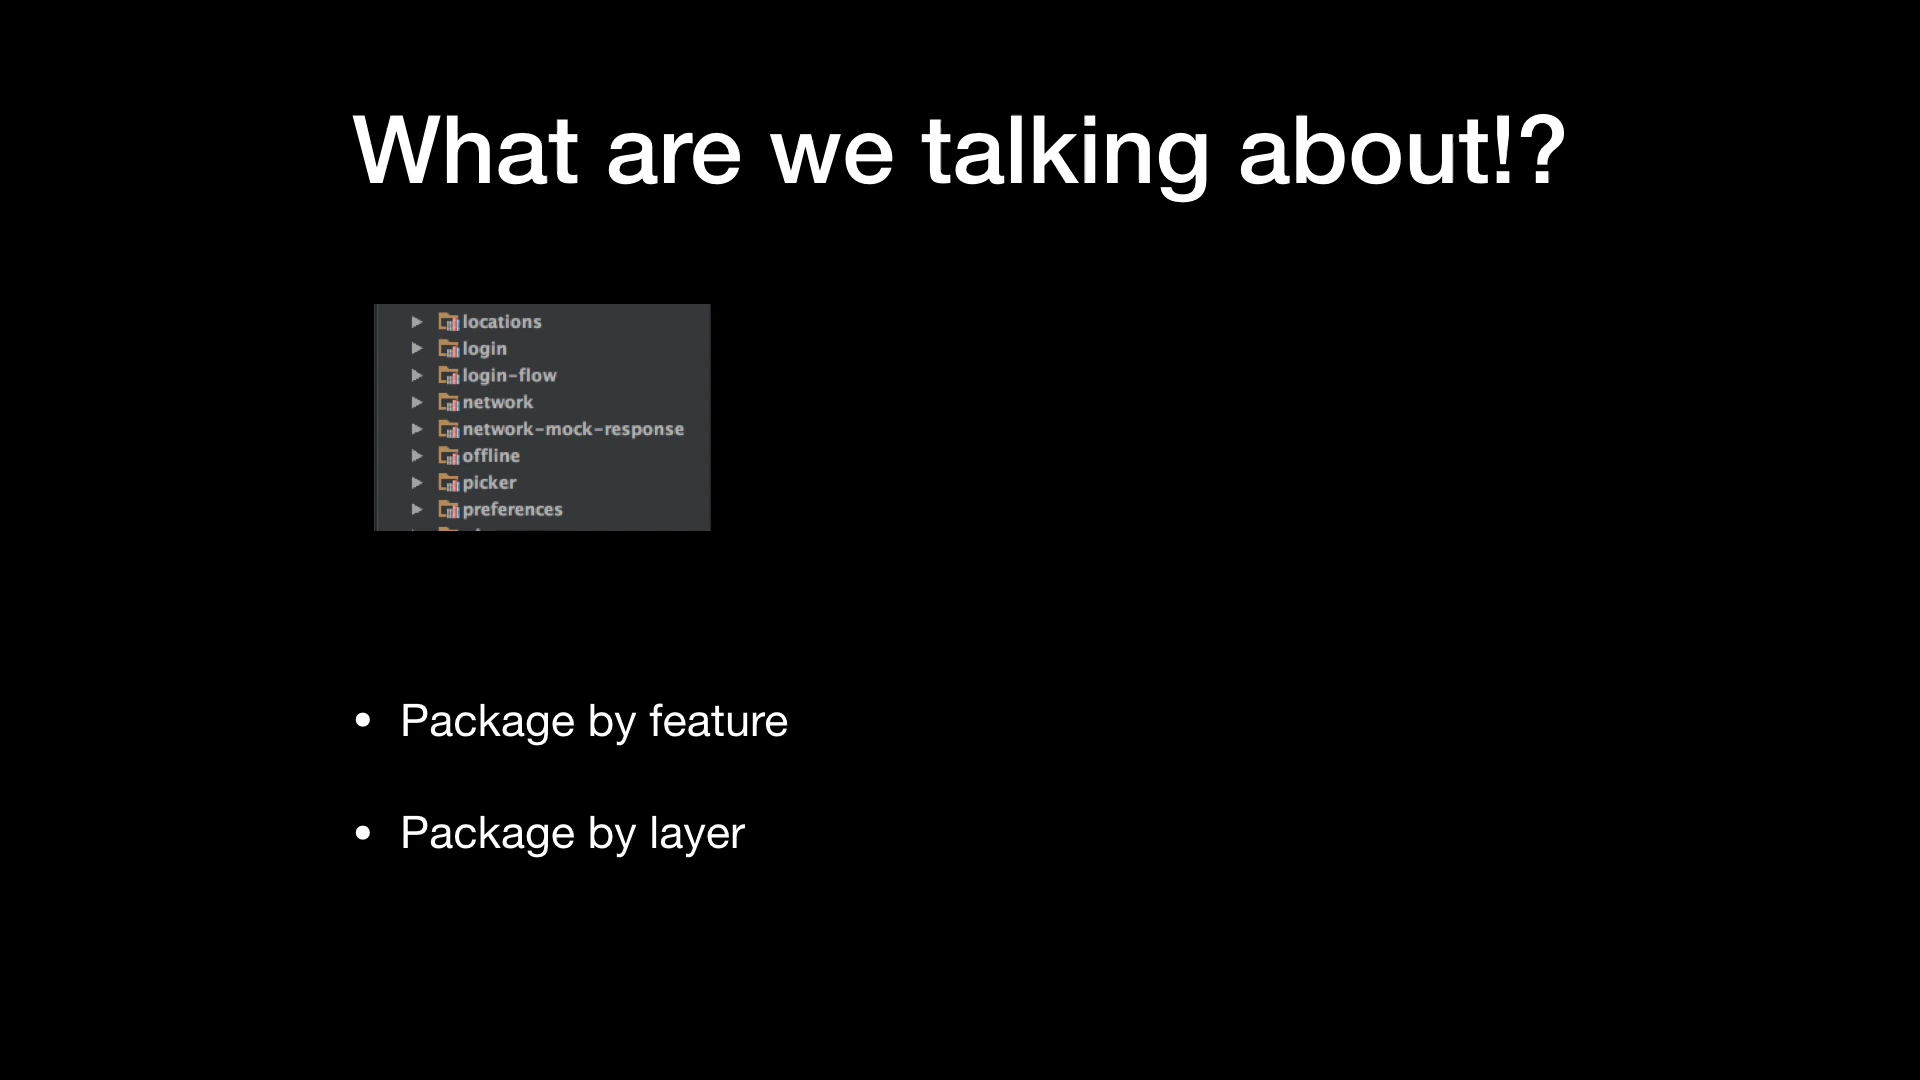 What are we talking about!?
locations
login
login-flow
network
network-mock-response
offline
picker
preferences
• Package by feature
• Package by layer